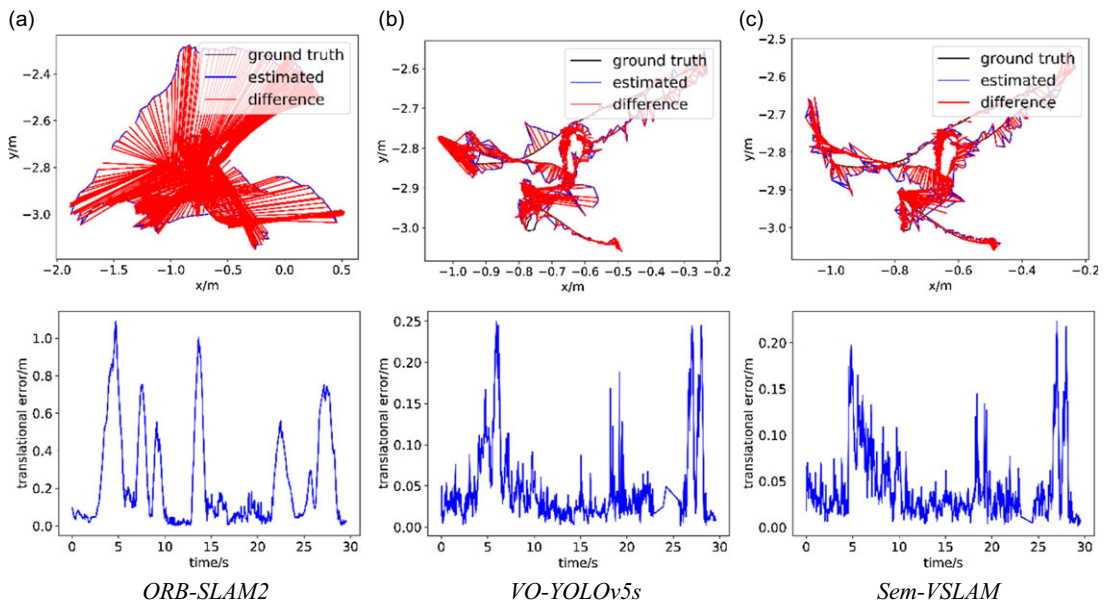 (a)
ground truth
estimated
difference
y/m
−2.4
−2.6
−2.8
−3.0
−2.0
−1.5
−1.0
−0.5
0.0
0.5
x/m
(b)
ground truth
estimated
difference
y/m
−2.6
−2.7
−2.8
−2.9
−3.0
−1.0 −0.9 −0.8 −0.7 −0.6 −0.5 −0.4 −0.3 −0.2
x/m
(c)
ground truth
estimated
difference
y/m
−2.5
−2.6
−2.7
−2.8
−2.9
−3.0
−1.0 −0.8 −0.6 −0.4 −0.2
x/m
translational error/m
1.0
0.8
0.6
0.4
0.2
0.0
0 5 10 15 20 25 30
time/s
ORB-SLAM2
translational error/m
0.25
0.20
0.15
0.10
0.05
0.00
0 5 10 15 20 25 30
time/s
VO-YOLOv5s
translational error/m
0.20
0.15
0.10
0.05
0.00
0 5 10 15 20 25 30
time/s
Sem-VSLAM